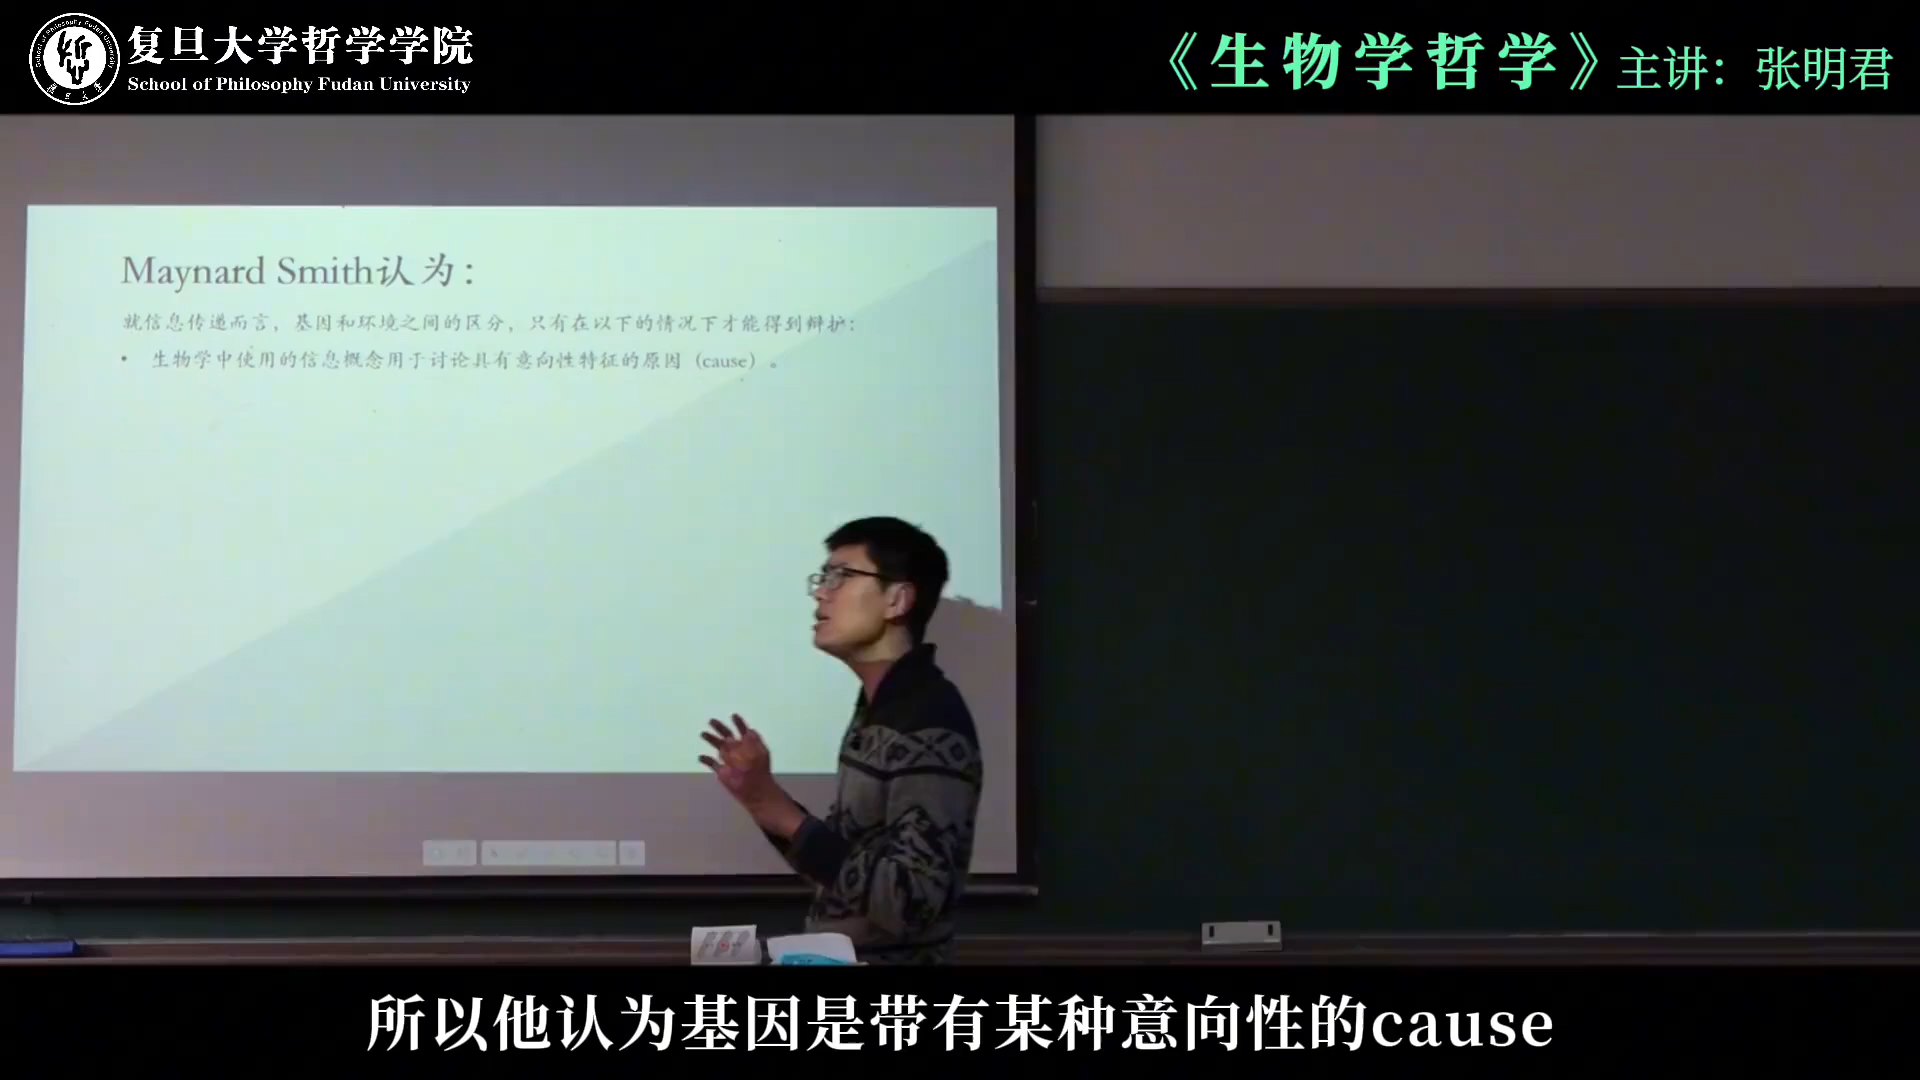 复旦大学哲学学院
School of Philosophy Fudan University
《生物学哲学》主讲：张明君
Maynard Smith认为：
就信息传递而言，基因和环境之间的区分，只有在以下的情况下才能得到辩护：
• 生物学中使用的信息概念用于讨论具有意向性特征的原因（cause）。
所以他认为基因是带有某种意向性的cause